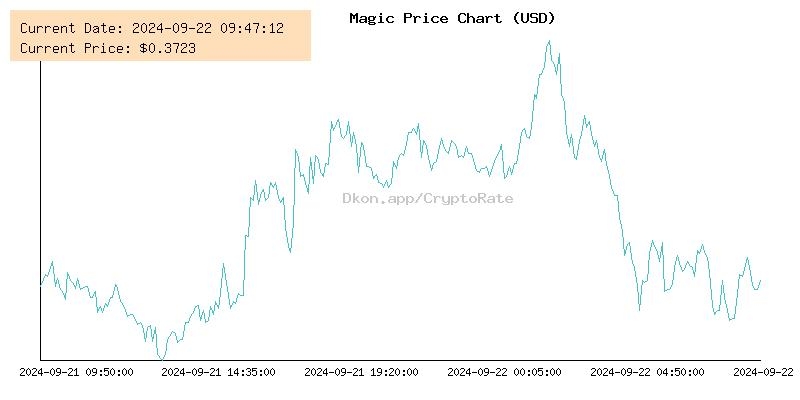 Magic Price Chart (USD)
Current Date: 2024-09-22 09:47:12
Current Price: $0.3723
Dkon.app/CryptoRate
2024-09-21 09:50:00 2024-09-21 14:35:00 2024-09-21 19:20:00 2024-09-22 00:05:00 2024-09-22 04:50:00 2024-09-22